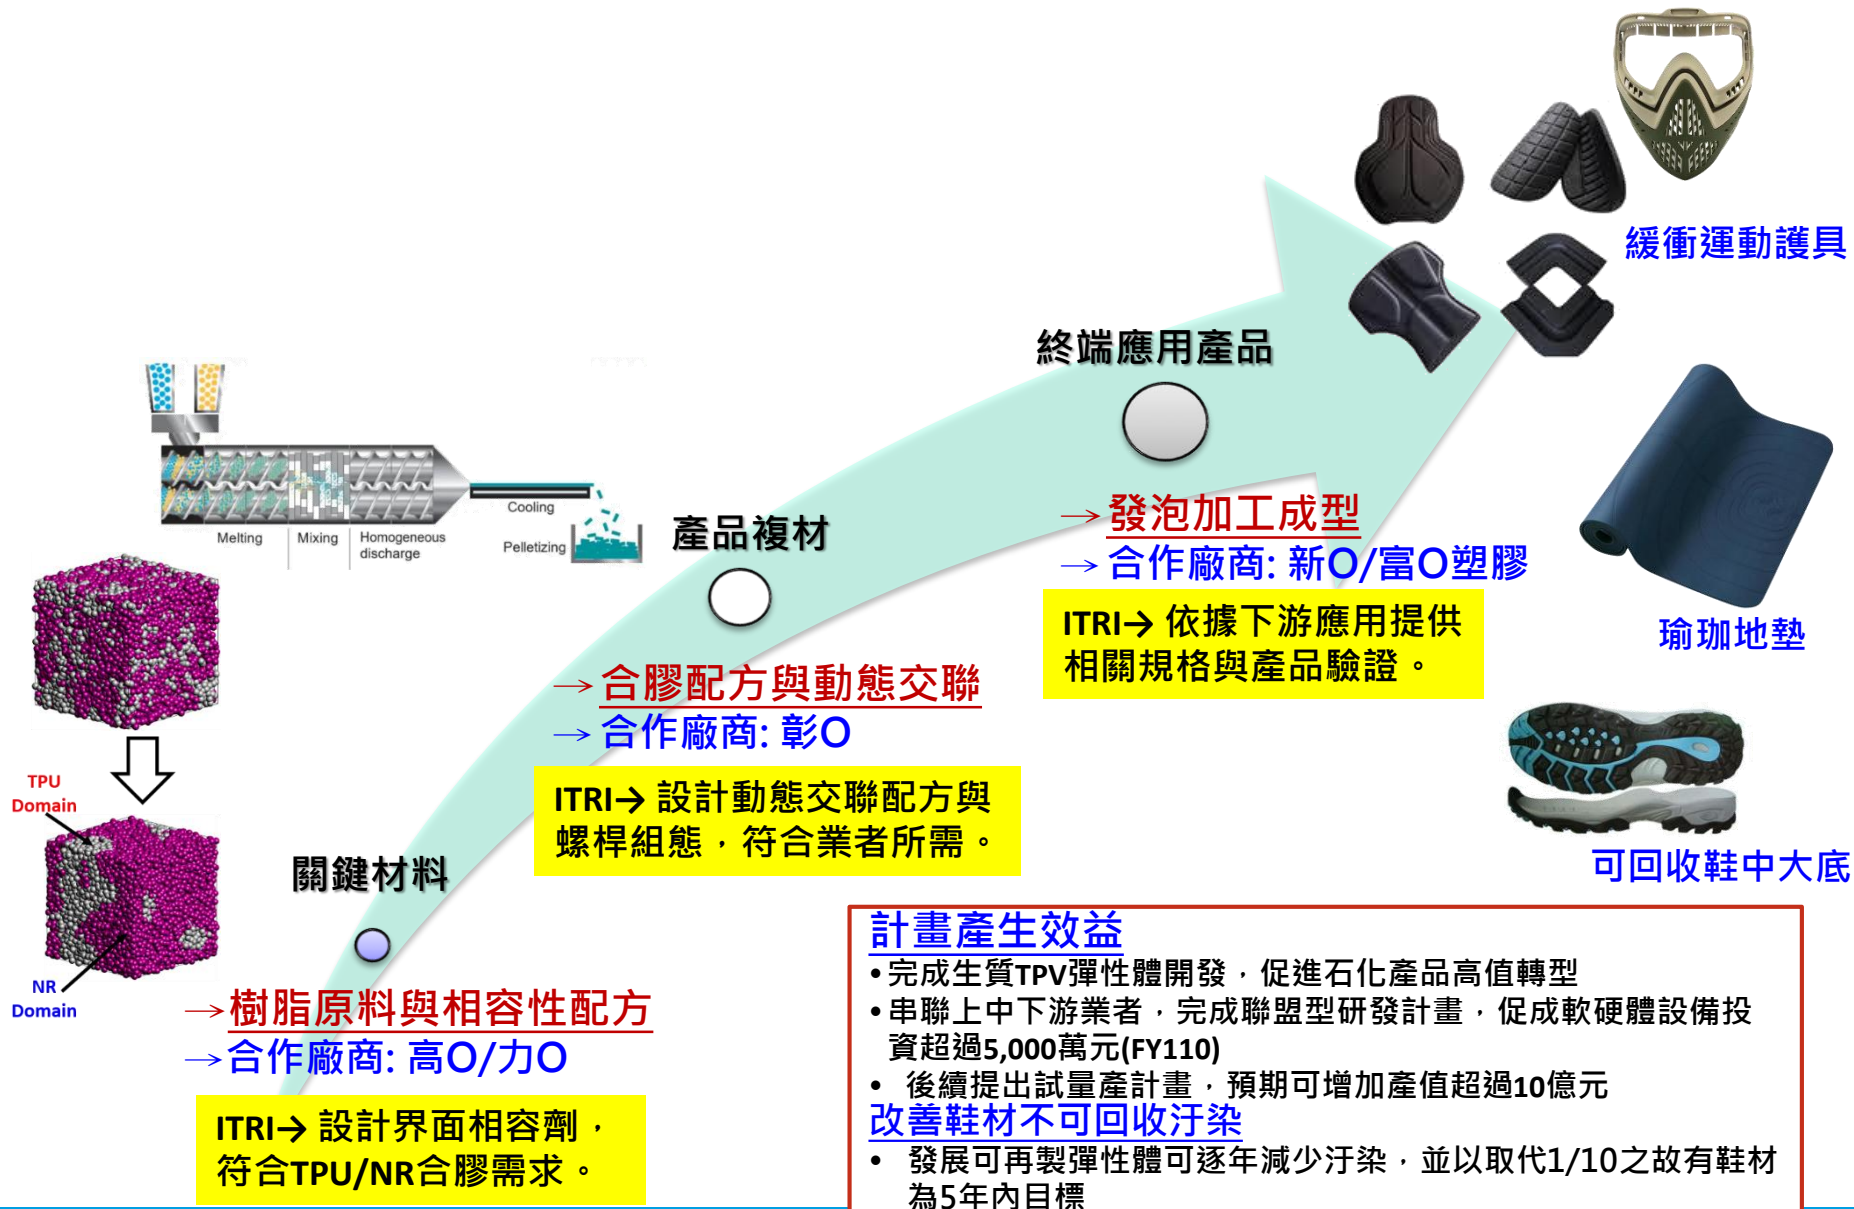 緩衝運動護具
終端應用產品
Cooling
Melting
Mixing
Homogeneous
discharge
Pelletizing
產品複材
→發泡加工成型
→合作廠商: 新O/富O塑膠
ITRI→ 依據下游應用提供
相關規格與產品驗證。
瑜珈地墊
→合膠配方與動態交聯
→合作廠商: 彰O
ITRI→ 設計動態交聯配方與
螺桿組態，符合業者所需。
TPU
Domain
NR
Domain
關鍵材料
可回收鞋中大底
→樹脂原料與相容性配方
→合作廠商: 高O/力O
ITRI→ 設計界面相容劑，
符合TPU/NR合膠需求。
計畫產生效益
•完成生質TPV彈性體開發，促進石化產品高值轉型
•串聯上中下游業者，完成聯盟型研發計畫，促成軟硬體設備投
資超過5,000萬元(FY110)
• 後續提出試量產計畫，預期可增加產值超過10億元
改善鞋材不可回收汙染
• 發展可再製彈性體可逐年減少汙染，並以取代1/10之故有鞋材
為5年內目標